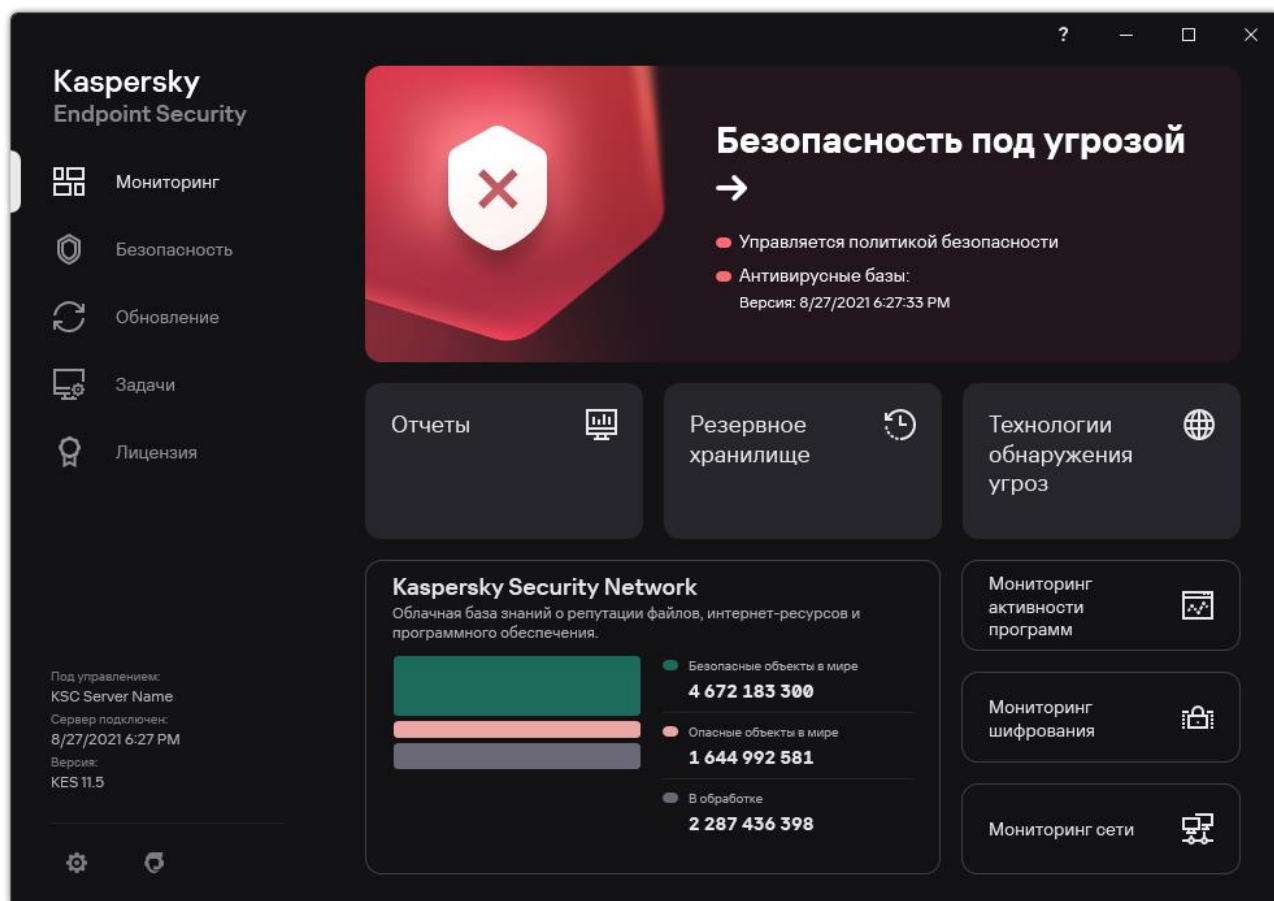 ?
Kaspersky
Endpoint Security
Мониторинг
Безопасность
Обновление
Задачи
Лицензия
Под управлением:
KSC Server Name
Сервер подключен:
8/27/2021 6:27 PM
Версия:
KES 11.5
Безопасность под угрозой
→
Управляется политикой безопасности
Антивирусные базы:
Версия: 8/27/2021 6:27:33 PM
Отчеты
Резервное
хранилище
Технологии
обнаружения
угроз
Kaspersky Security Network
Облачная база знаний о репутации файлов, интернет-ресурсов и
программного обеспечения.
Безопасные объекты в мире
4 672 183 300
Опасные объекты в мире
1 644 992 581
В обработке
2 287 436 398
Мониторинг
активности
программ
Мониторинг
шифрования
Мониторинг сети